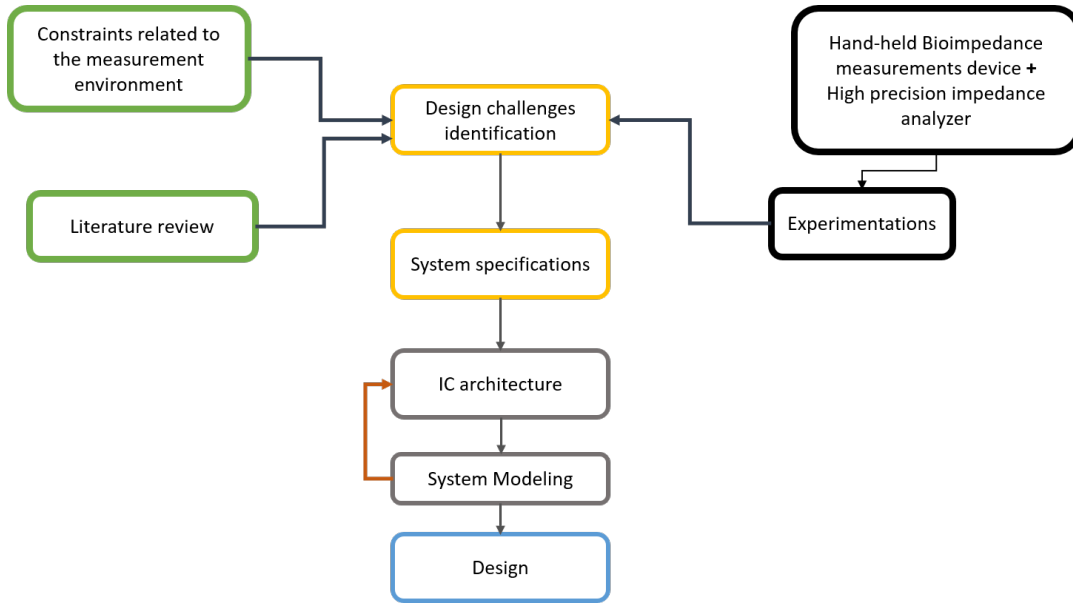 Constraints related to
the measurement
environment
Hand-held Bioimpedance
measurements device +
High precision impedance
analyzer
Design challenges
identification
Literature review
Experimentations
System specifications
IC architecture
System Modeling
Design